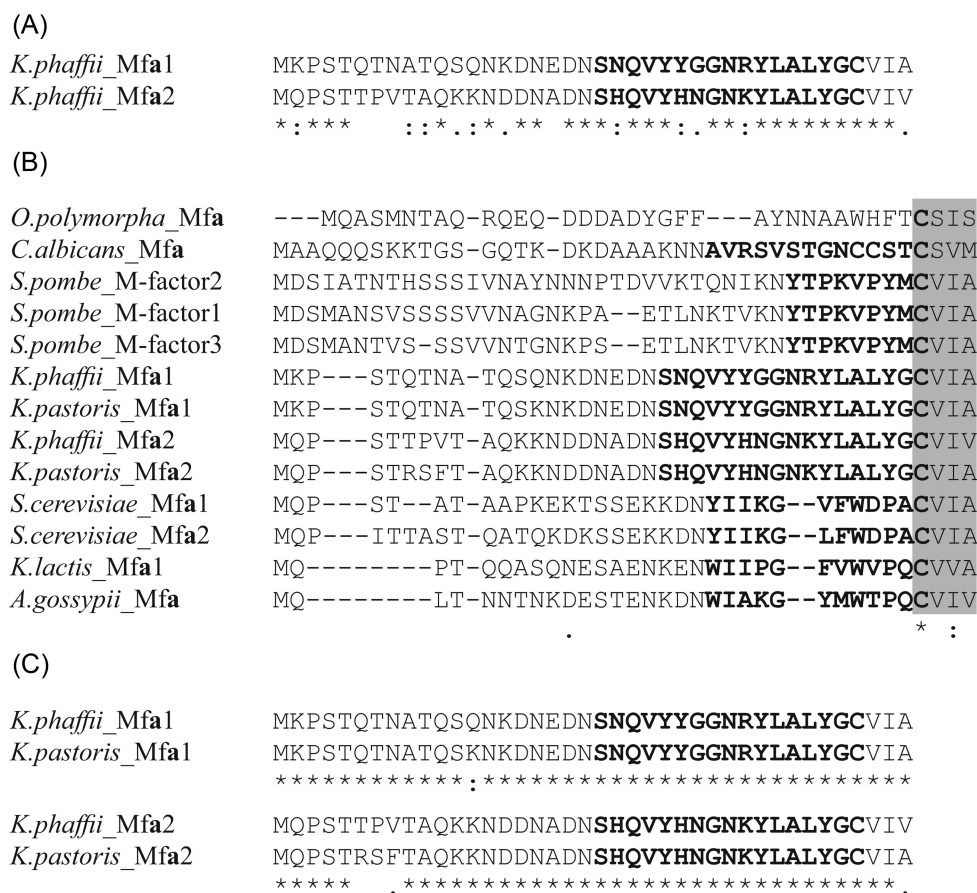 (A)
K.phaffii_Mfa1 MKPSTQTNATQSQNKDNEDNSNQVYYGGNRYLALYGCVIA
K.phaffii_Mfa2 MQPSTTPVTAQKKNDDNADNSHQVYHNGNKYLALYGCVIV
*:*** ::*.:*.** ***:***:.**:*********.
(B)
O.polymorpha_Mfa ---MQASMNTAQ-RQEQ-DDDADYGFF---AYNNAAWHFTCSIS
C.albicans_Mfa MAAQQQSKKTGS-GQTK-DKDAAAKNNAVRSVSTGNCCSTCSVM
S.pombe_M-factor2 MDSIATNTHSSSIVNAYNNNPTDVVKTQNIKNYTPKVPYMCVIA
S.pombe_M-factor1 MDSMANSVSSSSVVNAGNKPA--ETLNKTVKNYTPKVPYMCVIA
S.pombe_M-factor3 MDSMANTVS-SSVVNTGNKPS--ETLNKTVKNYTPKVPYMCVIA
K.phaffii_Mfa1 MKP---STQTNA-TQSQNKDNEDNSNQVYYGGNRYLALYGCVIA
K.pastoris_Mfa1 MKP---STQTNA-TQSKNKDNEDNSNQVYYGGNRYLALYGCVIA
K.phaffii_Mfa2 MQP---STTPVT-AQKKNDDNADNSHQVYHNGNKYLALYGCVIV
K.pastoris_Mfa2 MQP---STRSFT-AQKKNDDNADNSHQVYHNGNKYLALYGCVIA
S.cerevisiae_Mfa1 MQP---ST--AT-AAPKEKTSSEKKDNYIIKG--VFWDPACVIA
S.cerevisiae_Mfa2 MQP---ITTAST-QATQKDKSSEKKDNYIIKG--LFWDPACVIA
K.lactis_Mfa1 MQ--------PT-QQASQNESAENKENWIIPG--FVWVPQCVVA
A.gossypii_Mfa MQ--------LT-NNTNKDESTENKDNWIAKG--YMWTPQCVIV
. * :
(C)
K.phaffii_Mfa1 MKPSTQTNATQSQNKDNEDNSNQVYYGGNRYLALYGCVIA
K.pastoris_Mfa1 MKPSTQTNATQSKNKDNEDNSNQVYYGGNRYLALYGCVIA
************:***************************
K.phaffii_Mfa2 MQPSTTPVTAQKKNDDNADNSHQVYHNGNKYLALYGCVIV
K.pastoris_Mfa2 MQPSTRSFTAQKKNDDNADNSHQVYHNGNKYLALYGCVIA
***** .*******************************.